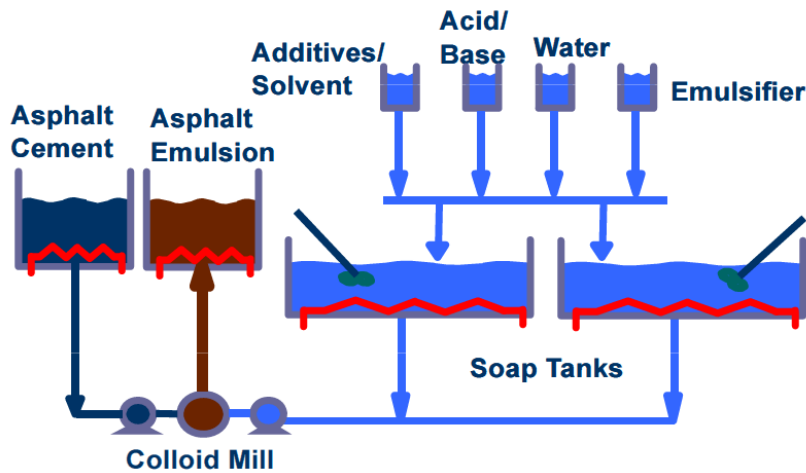 Additives/
Solvent
Acid/
Base
Water
Emulsifier
Asphalt
Cement
Asphalt
Emulsion
Soap Tanks
Colloid Mill